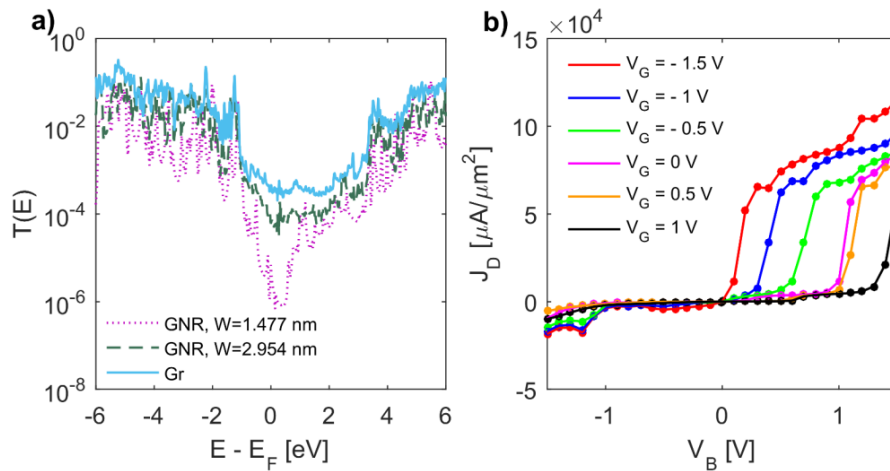 a)
10^0
10^-2
10^-4
10^-6
10^-8
T(E)
GNR, W=1.477 nm
GNR, W=2.954 nm
Gr
-6 -4 -2 0 2 4 6
E - E_F [eV]
b)
×10^4
15
10
5
0
-5
J_D [μA/μm^2]
V_G = - 1.5 V
V_G = - 1 V
V_G = - 0.5 V
V_G = 0 V
V_G = 0.5 V
V_G = 1 V
-1 0 1
V_B [V]